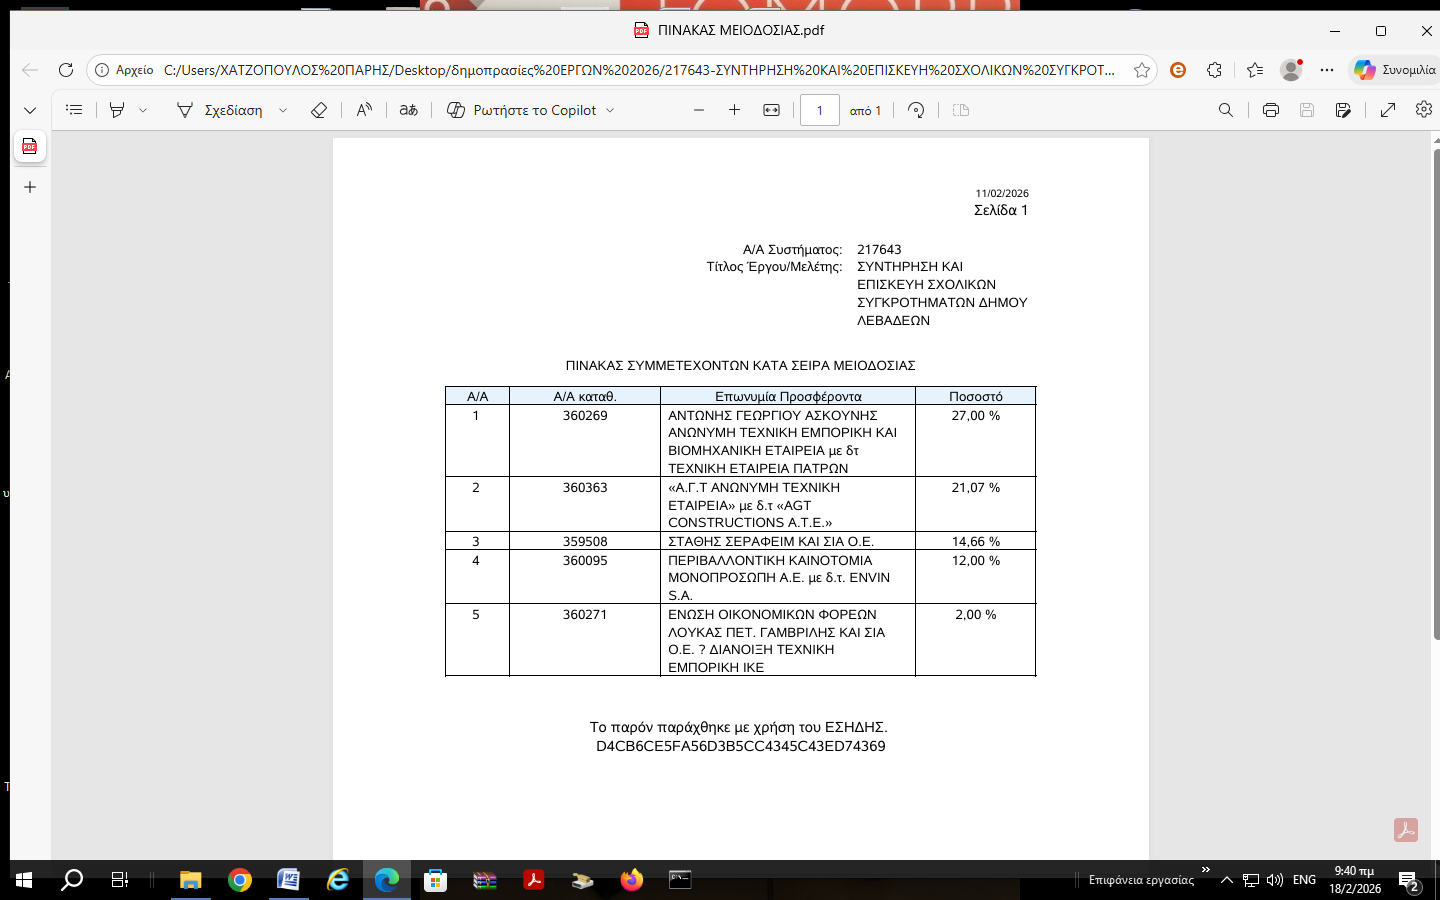 ΠΙΝΑΚΑΣ ΜΕΙΟΔΟΣΙΑΣ.pdf
Αρχείο C:/Users/ΧΑΤΖΟΠΟΥΛΟΣ%20ΠΑΡΗΣ/Desktop/δημοπρασίες%20ΕΡΓΩΝ%202026/217643-ΣΥΝΤΗΡΗΣΗ%20ΚΑΙ%20ΕΠΙΣΚΕΥΗ%20ΣΧΟΛΙΚΩΝ%20ΣΥΓΚΡΟΤ... Συνομιλία
Σχεδίαση Ρωτήστε το Copilot 1 από 1
11/02/2026
Σελίδα 1
Α/Α Συστήματος: 217643
Τίτλος Έργου/Μελέτης: ΣΥΝΤΗΡΗΣΗ ΚΑΙ
ΕΠΙΣΚΕΥΗ ΣΧΟΛΙΚΩΝ
ΣΥΓΚΡΟΤΗΜΑΤΩΝ ΔΗΜΟΥ
ΛΕΒΑΔΕΩΝ
ΠΙΝΑΚΑΣ ΣΥΜΜΕΤΕΧΟΝΤΩΝ ΚΑΤΑ ΣΕΙΡΑ ΜΕΙΟΔΟΣΙΑΣ
Α/Α Α/Α καταθ. Επωνυμία Προσφέροντα Ποσοστό
1 360269 ΑΝΤΩΝΗΣ ΓΕΩΡΓΙΟΥ ΑΣΚΟΥΝΗΣ 27,00 %
ΑΝΩΝΥΜΗ ΤΕΧΝΙΚΗ ΕΜΠΟΡΙΚΗ ΚΑΙ
ΒΙΟΜΗΧΑΝΙΚΗ ΕΤΑΙΡΕΙΑ με δτ
ΤΕΧΝΙΚΗ ΕΤΑΙΡΕΙΑ ΠΑΤΡΩΝ
2 360363 «Α.Γ.Τ ΑΝΩΝΥΜΗ ΤΕΧΝΙΚΗ 21,07 %
ΕΤΑΙΡΕΙΑ» με δ.τ «AGT
CONSTRUCTIONS Α.Τ.Ε.»
3 359508 ΣΤΑΘΗΣ ΣΕΡΑΦΕΙΜ ΚΑΙ ΣΙΑ Ο.Ε. 14,66 %
4 360095 ΠΕΡΙΒΑΛΛΟΝΤΙΚΗ ΚΑΙΝΟΤΟΜΙΑ 12,00 %
ΜΟΝΟΠΡΟΣΩΠΗ Α.Ε. με δ.τ. ENVIN
S.A.
5 360271 ΕΝΩΣΗ ΟΙΚΟΝΟΜΙΚΩΝ ΦΟΡΕΩΝ 2,00 %
ΛΟΥΚΑΣ ΠΕΤ. ΓΑΜΒΡΙΛΗΣ ΚΑΙ ΣΙΑ
Ο.Ε. ? ΔΙΑΝΟΙΞΗ ΤΕΧΝΙΚΗ
ΕΜΠΟΡΙΚΗ ΙΚΕ
Το παρόν παράχθηκε με χρήση του ΕΣΗΔΗΣ.
D4CB6CE5FA56D3B5CC4345C43ED74369
Επιφάνεια εργασίας ENG 9:40 πμ
18/2/2026
2